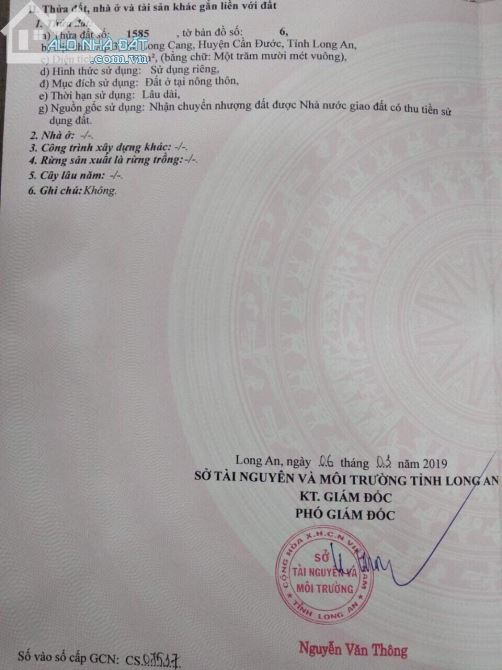 II. Thửa đất, nhà ở và tài sản khác gắn liền với đất
1. Thửa đất:
a) Thửa đất số: 1585 , tờ bản đồ số: 6,
Long Cang, Huyện Cần Đước, Tỉnh Long An,
(bằng chữ: Một trăm mười mét vuông),
d) Hình thức sử dụng: Sử dụng riêng,
đ) Mục đích sử dụng: Đất ở tại nông thôn,
e) Thời hạn sử dụng: Lâu dài,
g) Nguồn gốc sử dụng: Nhận chuyển nhượng đất được Nhà nước giao đất có thu tiền sử
dụng đất.
2. Nhà ở: -/-.
3. Công trình xây dựng khác: -/-.
4. Rừng sản xuất là rừng trồng: -/-.
5. Cây lâu năm: -/-.
6. Ghi chú: Không.
ALO NHÀ ĐẤT
.com.vn
Long An, ngày 06 tháng 03 năm 2019
SỞ TÀI NGUYÊN VÀ MÔI TRƯỜNG TỈNH LONG AN
KT. GIÁM ĐỐC
PHÓ GIÁM ĐỐC
CỘNG HÒA X.H.C.N VIỆT NAM
SỞ
TÀI NGUYÊN VÀ
MÔI TRƯỜNG
TỈNH LONG AN
Nguyễn Văn Thông
Số vào sổ cấp GCN: CS.07517